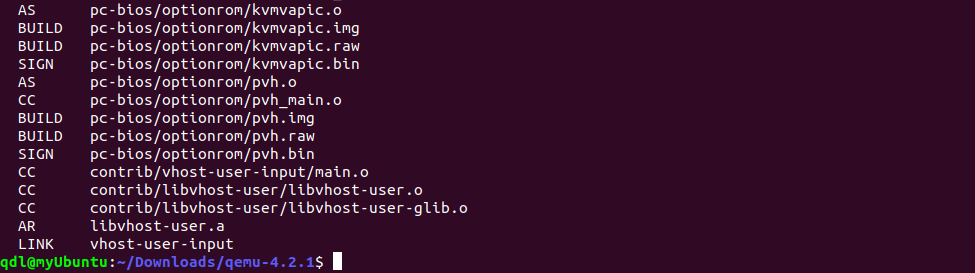 AS pc-bios/optionrom/kvmvapic.o
BUILD pc-bios/optionrom/kvmvapic.img
BUILD pc-bios/optionrom/kvmvapic.raw
SIGN pc-bios/optionrom/kvmvapic.bin
AS pc-bios/optionrom/pvh.o
CC pc-bios/optionrom/pvh_main.o
BUILD pc-bios/optionrom/pvh.img
BUILD pc-bios/optionrom/pvh.raw
SIGN pc-bios/optionrom/pvh.bin
CC contrib/vhost-user-input/main.o
CC contrib/libvhost-user/libvhost-user.o
CC contrib/libvhost-user/libvhost-user-glib.o
AR libvhost-user.a
LINK vhost-user-input
qdl@myUbuntu:~/Downloads/qemu-4.2.1$